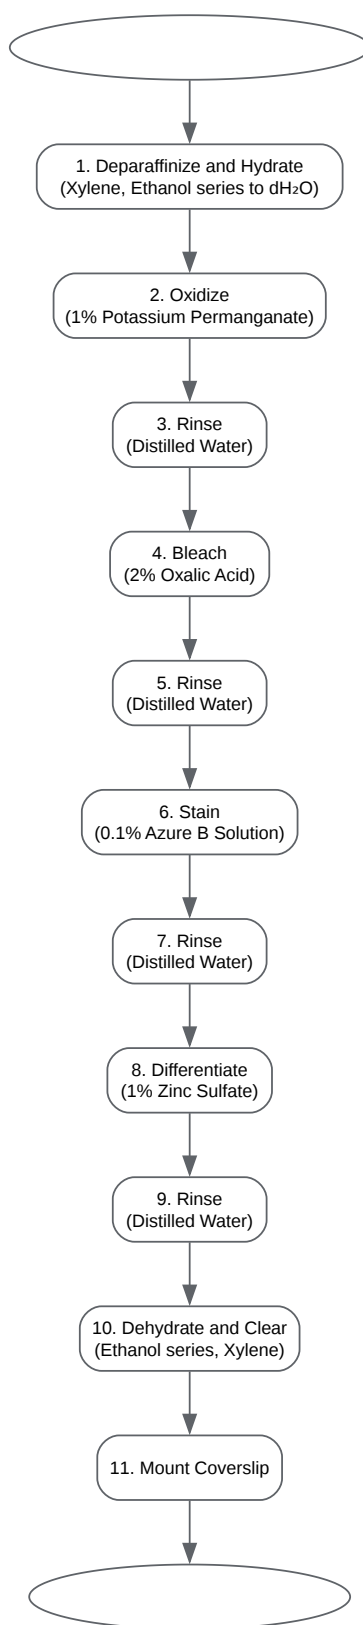 1. Deparaffinize and Hydrate
(Xylene, Ethanol series to dH₂O)
2. Oxidize
(1% Potassium Permanganate)
3. Rinse
(Distilled Water)
4. Bleach
(2% Oxalic Acid)
5. Rinse
(Distilled Water)
6. Stain
(0.1% Azure B Solution)
7. Rinse
(Distilled Water)
8. Differentiate
(1% Zinc Sulfate)
9. Rinse
(Distilled Water)
10. Dehydrate and Clear
(Ethanol series, Xylene)
11. Mount Coverslip